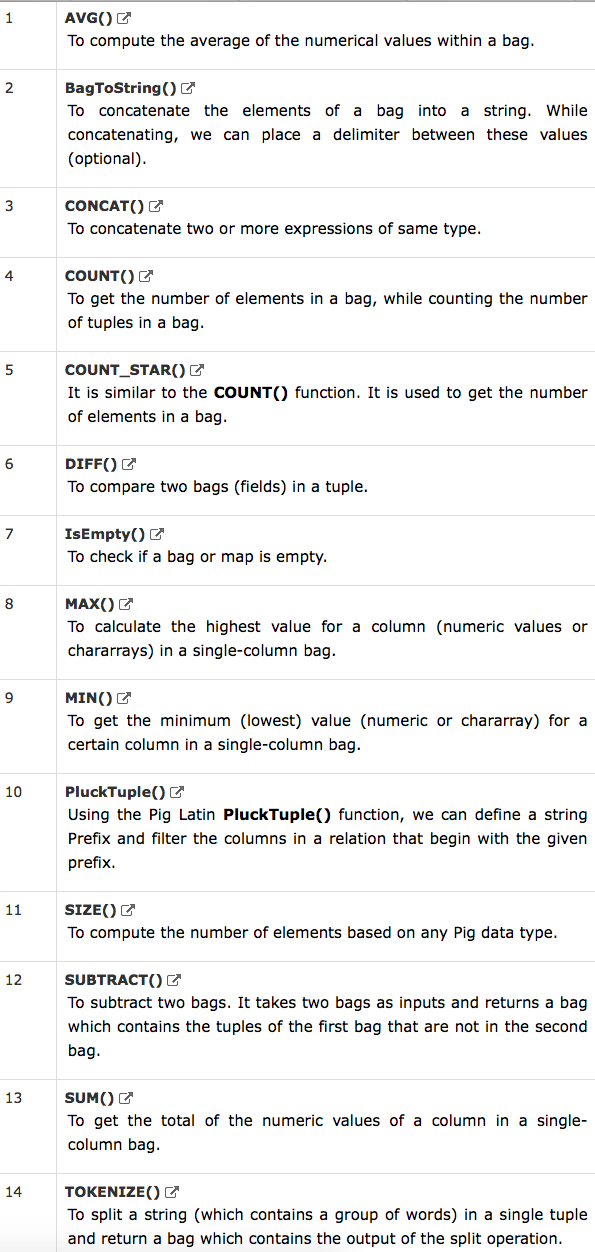 1 AVG()
To compute the average of the numerical values within a bag.
2 BagToString()
To concatenate the elements of a bag into a string. While
concatenating, we can place a delimiter between these values
(optional).
3 CONCAT()
To concatenate two or more expressions of same type.
4 COUNT()
To get the number of elements in a bag, while counting the number
of tuples in a bag.
5 COUNT_STAR()
It is similar to the COUNT() function. It is used to get the number
of elements in a bag.
6 DIFF()
To compare two bags (fields) in a tuple.
7 IsEmpty()
To check if a bag or map is empty.
8 MAX()
To calculate the highest value for a column (numeric values or
chararrays) in a single-column bag.
9 MIN()
To get the minimum (lowest) value (numeric or chararray) for a
certain column in a single-column bag.
10 PluckTuple()
Using the Pig Latin PluckTuple() function, we can define a string
Prefix and filter the columns in a relation that begin with the given
prefix.
11 SIZE()
To compute the number of elements based on any Pig data type.
12 SUBTRACT()
To subtract two bags. It takes two bags as inputs and returns a bag
which contains the tuples of the first bag that are not in the second
bag.
13 SUM()
To get the total of the numeric values of a column in a single-
column bag.
14 TOKENIZE()
To split a string (which contains a group of words) in a single tuple
and return a bag which contains the output of the split operation.